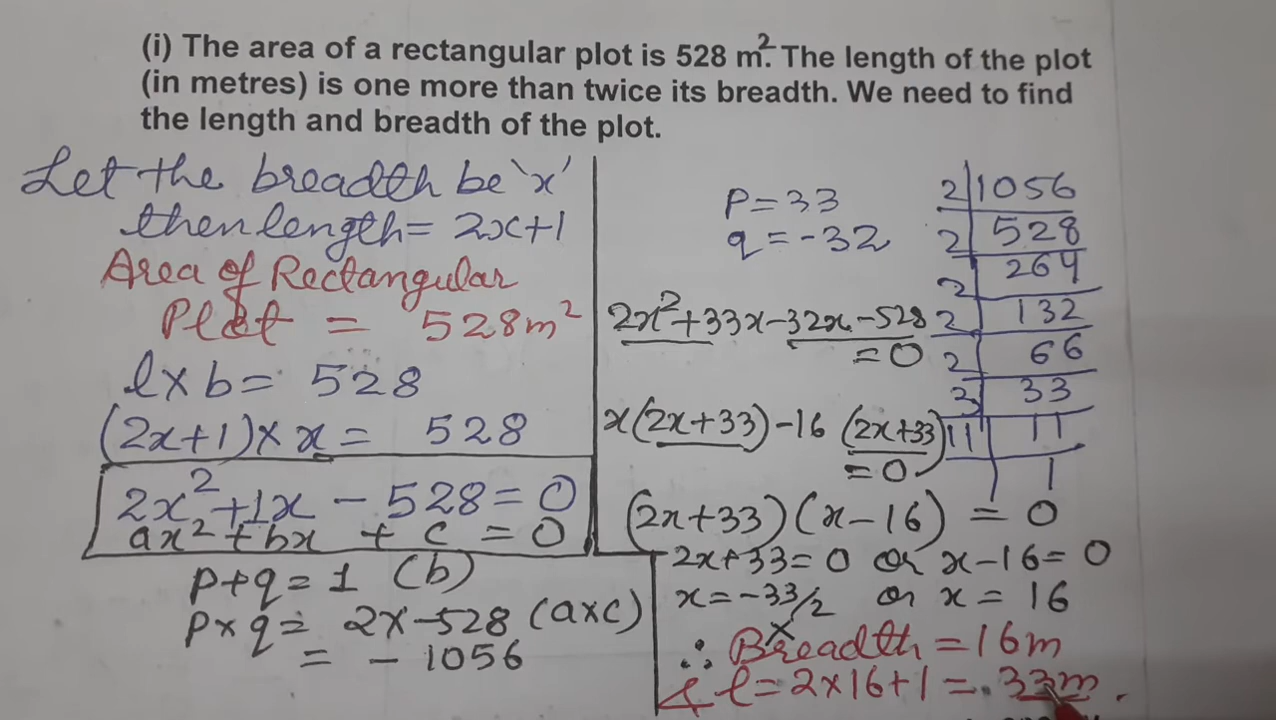 (i) The area of a rectangular plot is 528 m². The length of the plot
(in metres) is one more than twice its breadth. We need to find
the length and breadth of the plot.
Let the breadth be 'x'
then length = 2x+1
Area of Rectangular
Plot = 528m²
l × b = 528
(2x+1) × x = 528
2x² + 1x - 528 = 0
ax² + bx + c = 0
p+q = 1 (b)
p×q = 2×-528 (a×c)
= - 1056
P = 33
q = -32
2 1056
2 528
2 264
2 132
2 66
3 33
11 11
1
2x²+33x-32x-528
= 0
x(2x+33)-16 (2x+33)
= 0
(2x+33)(x-16) = 0
2x+33 = 0 or x-16 = 0
x = -33/2 or x = 16
×
∴ Breadth = 16m
& l = 2×16+1 = 33m.